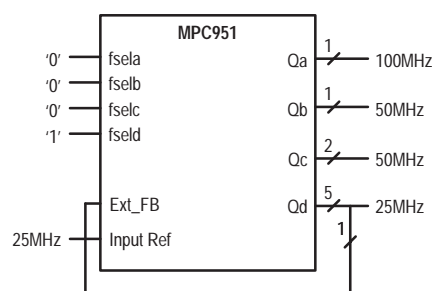 MPC951
'0' fsela Qa 1 100MHz
'0' fselb
'0' fselc Qb 1 50MHz
'1' fseld
Qc 2 50MHz
Ext_FB Qd 5 25MHz
25MHz Input Ref 1